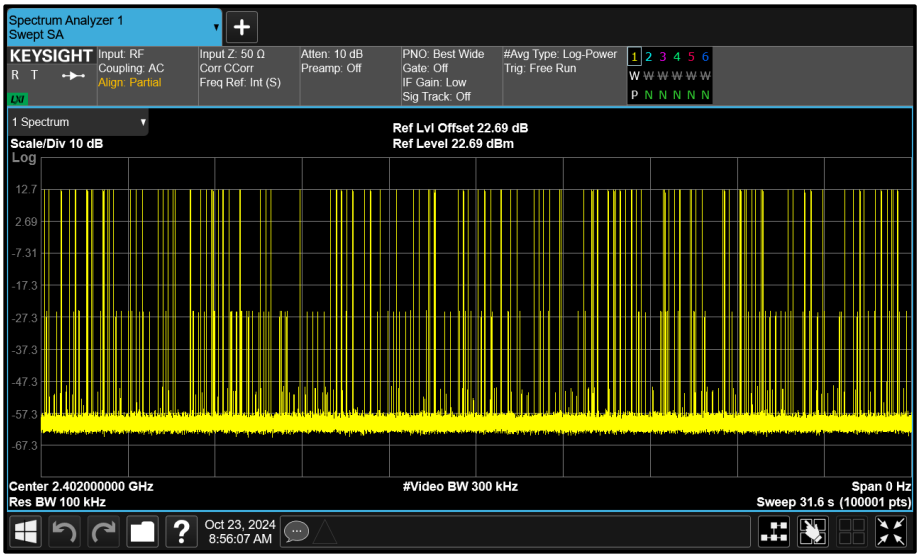 Spectrum Analyzer 1
Swept SA
+
KEYSIGHT
R T
LXI
Input: RF
Coupling: AC
Align: Partial
Input Z: 50 Ω
Corr CCorr
Freq Ref: Int (S)
Atten: 10 dB
Preamp: Off
PNO: Best Wide
Gate: Off
IF Gain: Low
Sig Track: Off
#Avg Type: Log-Power
Trig: Free Run
1 2 3 4 5 6
W W W W W W
P N N N N N
1 Spectrum
Scale/Div 10 dB
Ref Lvl Offset 22.69 dB
Ref Level 22.69 dBm
Log
12.7
2.69
-7.31
-17.3
-27.3
-37.3
-47.3
-57.3
-67.3
Center 2.402000000 GHz
#Video BW 300 kHz
Span 0 Hz
Res BW 100 kHz
Sweep 31.6 s (100001 pts)
?
Oct 23, 2024
8:56:07 AM